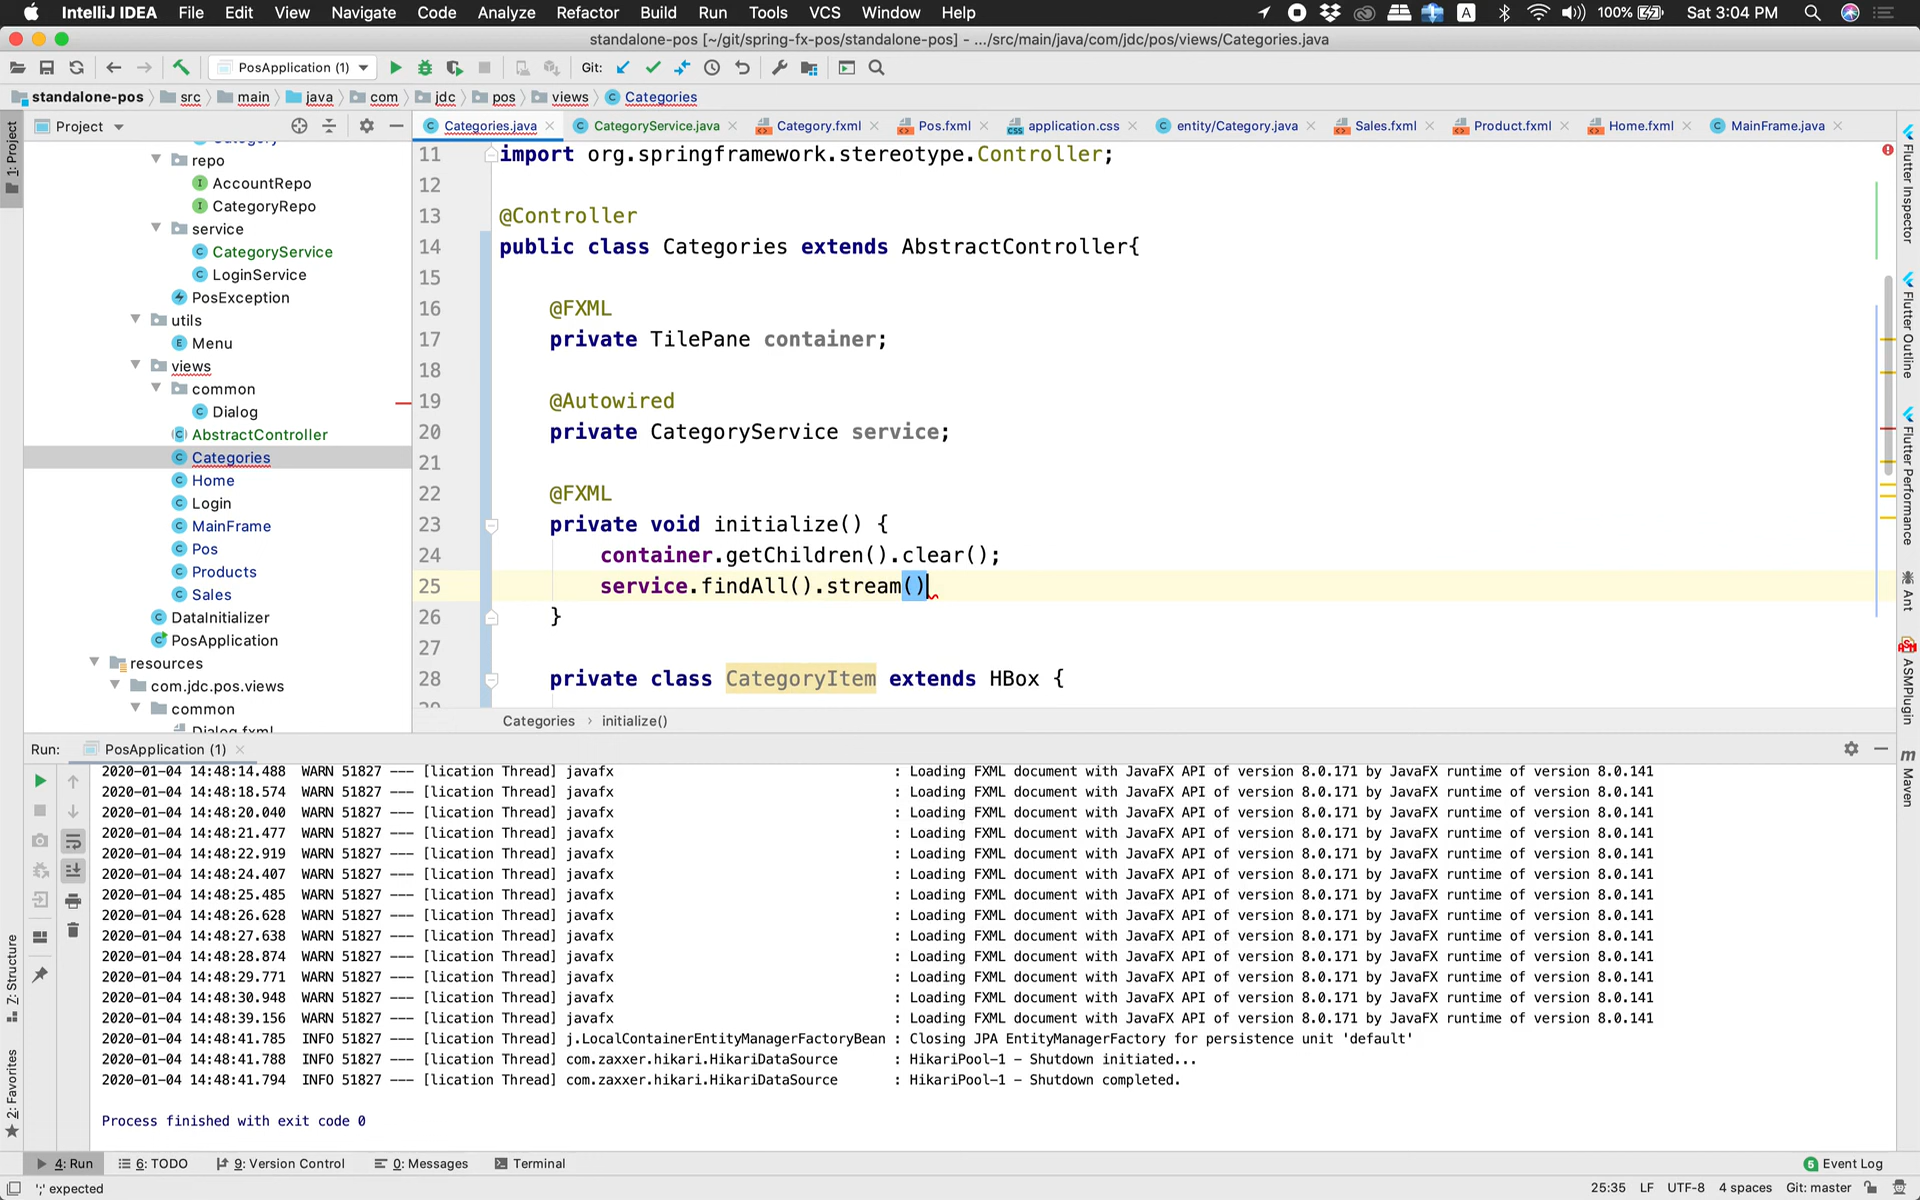 IntelliJ IDEA File Edit View Navigate Code Analyze Refactor Build Run Tools VCS Window Help A 100% Sat 3:04 PM
standalone-pos [~/git/spring-fx-pos/standalone-pos] - .../src/main/java/com/jdc/pos/views/Categories.java
PosApplication (1) Git:
standalone-pos src main java com jdc pos views Categories
Project
Categories.java CategoryService.java Category.fxml Pos.fxml application.css entity/Category.java Sales.fxml Product.fxml Home.fxml MainFrame.java
1: Project
repo
AccountRepo
CategoryRepo
service
CategoryService
LoginService
PosException
utils
Menu
views
common
Dialog
AbstractController
Categories
Home
Login
MainFrame
Pos
Products
Sales
DataInitializer
PosApplication
resources
com.jdc.pos.views
common
Dialog.fxml
11 import org.springframework.stereotype.Controller;
12
13 @Controller
14 public class Categories extends AbstractController{
15
16 @FXML
17 private TilePane container;
18
19 @Autowired
20 private CategoryService service;
21
22 @FXML
23 private void initialize() {
24 container.getChildren().clear();
25 service.findAll().stream()
26 }
27
28 private class CategoryItem extends HBox {
29
Categories › initialize()
Flutter Inspector
Flutter Outline
Flutter Performance
Ant
ASM
ASMPlugin
m
Maven
Run: PosApplication (1)
2020-01-04 14:48:14.488 WARN 51827 --- [lication Thread] javafx : Loading FXML document with JavaFX API of version 8.0.171 by JavaFX runtime of version 8.0.141
2020-01-04 14:48:18.574 WARN 51827 --- [lication Thread] javafx : Loading FXML document with JavaFX API of version 8.0.171 by JavaFX runtime of version 8.0.141
2020-01-04 14:48:20.040 WARN 51827 --- [lication Thread] javafx : Loading FXML document with JavaFX API of version 8.0.171 by JavaFX runtime of version 8.0.141
2020-01-04 14:48:21.477 WARN 51827 --- [lication Thread] javafx : Loading FXML document with JavaFX API of version 8.0.171 by JavaFX runtime of version 8.0.141
2020-01-04 14:48:22.919 WARN 51827 --- [lication Thread] javafx : Loading FXML document with JavaFX API of version 8.0.171 by JavaFX runtime of version 8.0.141
2020-01-04 14:48:24.407 WARN 51827 --- [lication Thread] javafx : Loading FXML document with JavaFX API of version 8.0.171 by JavaFX runtime of version 8.0.141
2020-01-04 14:48:25.485 WARN 51827 --- [lication Thread] javafx : Loading FXML document with JavaFX API of version 8.0.171 by JavaFX runtime of version 8.0.141
2020-01-04 14:48:26.628 WARN 51827 --- [lication Thread] javafx : Loading FXML document with JavaFX API of version 8.0.171 by JavaFX runtime of version 8.0.141
2020-01-04 14:48:27.638 WARN 51827 --- [lication Thread] javafx : Loading FXML document with JavaFX API of version 8.0.171 by JavaFX runtime of version 8.0.141
2020-01-04 14:48:28.874 WARN 51827 --- [lication Thread] javafx : Loading FXML document with JavaFX API of version 8.0.171 by JavaFX runtime of version 8.0.141
2020-01-04 14:48:29.771 WARN 51827 --- [lication Thread] javafx : Loading FXML document with JavaFX API of version 8.0.171 by JavaFX runtime of version 8.0.141
2020-01-04 14:48:30.948 WARN 51827 --- [lication Thread] javafx : Loading FXML document with JavaFX API of version 8.0.171 by JavaFX runtime of version 8.0.141
2020-01-04 14:48:39.156 WARN 51827 --- [lication Thread] javafx : Loading FXML document with JavaFX API of version 8.0.171 by JavaFX runtime of version 8.0.141
2020-01-04 14:48:41.785 INFO 51827 --- [lication Thread] j.LocalContainerEntityManagerFactoryBean : Closing JPA EntityManagerFactory for persistence unit 'default'
2020-01-04 14:48:41.788 INFO 51827 --- [lication Thread] com.zaxxer.hikari.HikariDataSource : HikariPool-1 - Shutdown initiated...
2020-01-04 14:48:41.794 INFO 51827 --- [lication Thread] com.zaxxer.hikari.HikariDataSource : HikariPool-1 - Shutdown completed.
Process finished with exit code 0
Z: Structure
2: Favorites
4: Run 6: TODO 9: Version Control 0: Messages Terminal 5 Event Log
';' expected 25:35 LF UTF-8 4 spaces Git: master